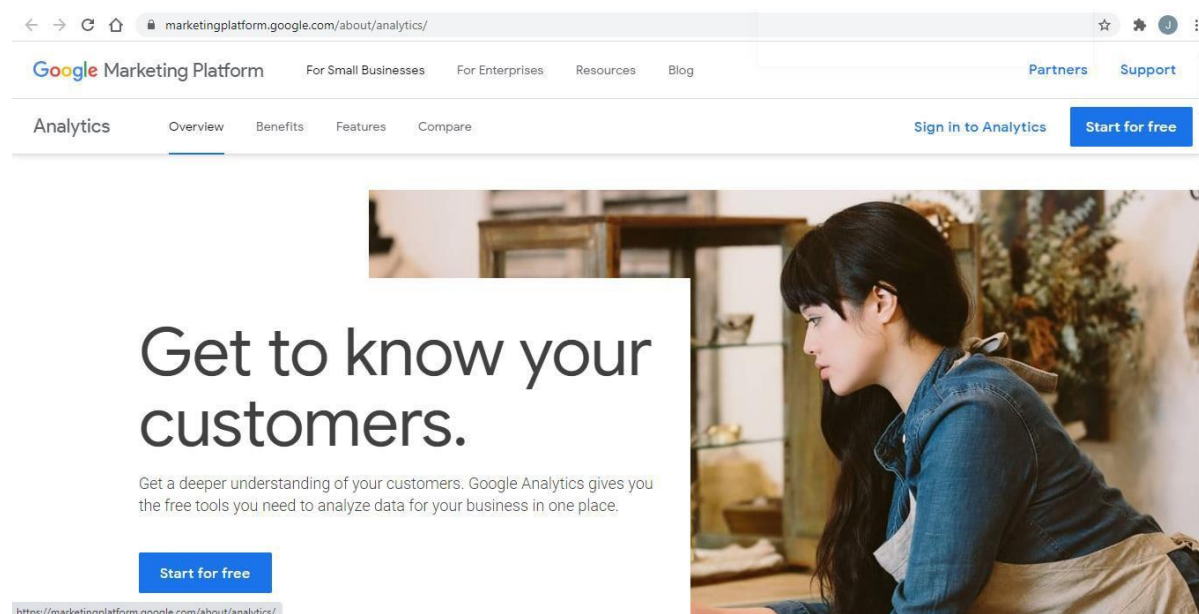 marketingplatform.google.com/about/analytics/
J
Google Marketing Platform For Small Businesses For Enterprises Resources Blog Partners Support
Analytics Overview Benefits Features Compare Sign in to Analytics Start for free
Get to know your
customers.
Get a deeper understanding of your customers. Google Analytics gives you
the free tools you need to analyze data for your business in one place.
Start for free
https://marketingplatform.google.com/about/analytics/